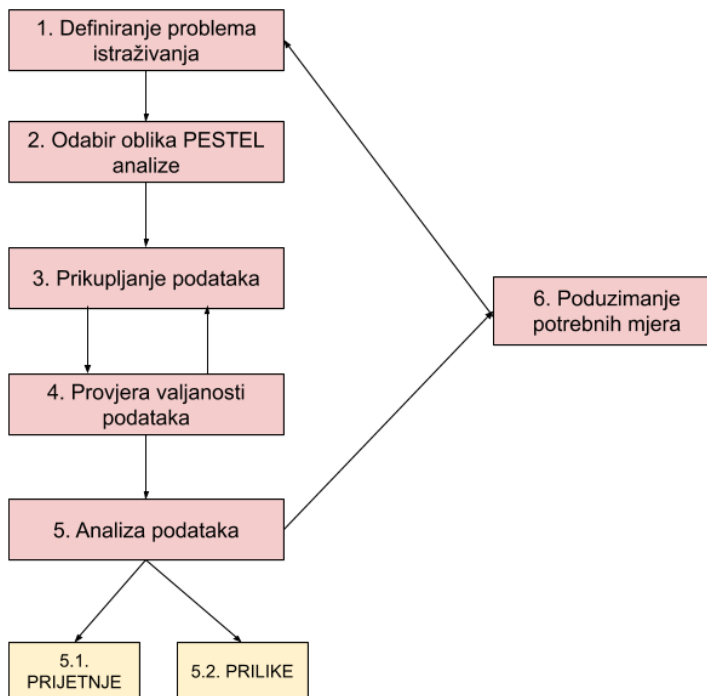 1. Definiranje problema
istraživanja
2. Odabir oblika PESTEL
analize
3. Prikupljanje podataka
6. Poduzimanje
potrebnih mjera
4. Provjera valjanosti
podataka
5. Analiza podataka
5.1.
PRIJETNJE
5.2. PRILIKE